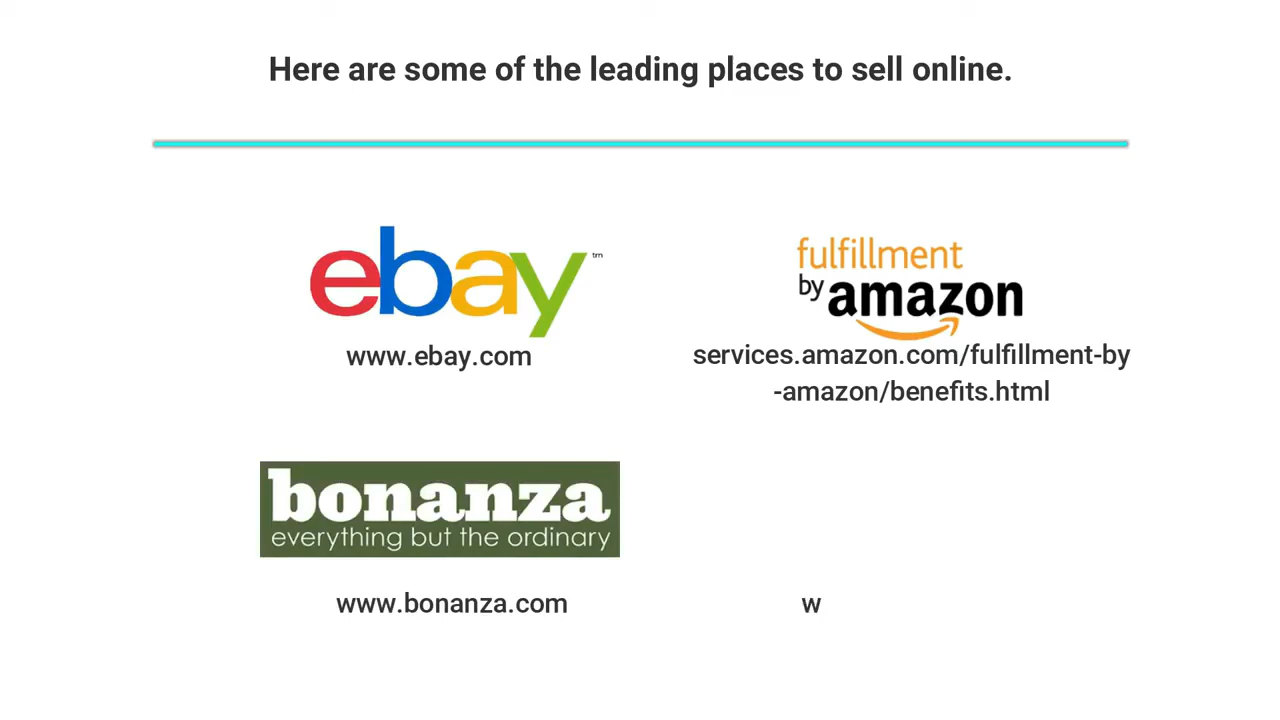 Here are some of the leading places to sell online.
ebay™
www.ebay.com
fulfillment
by amazon
services.amazon.com/fulfillment-by
-amazon/benefits.html
bonanza
everything but the ordinary
www.bonanza.com
w